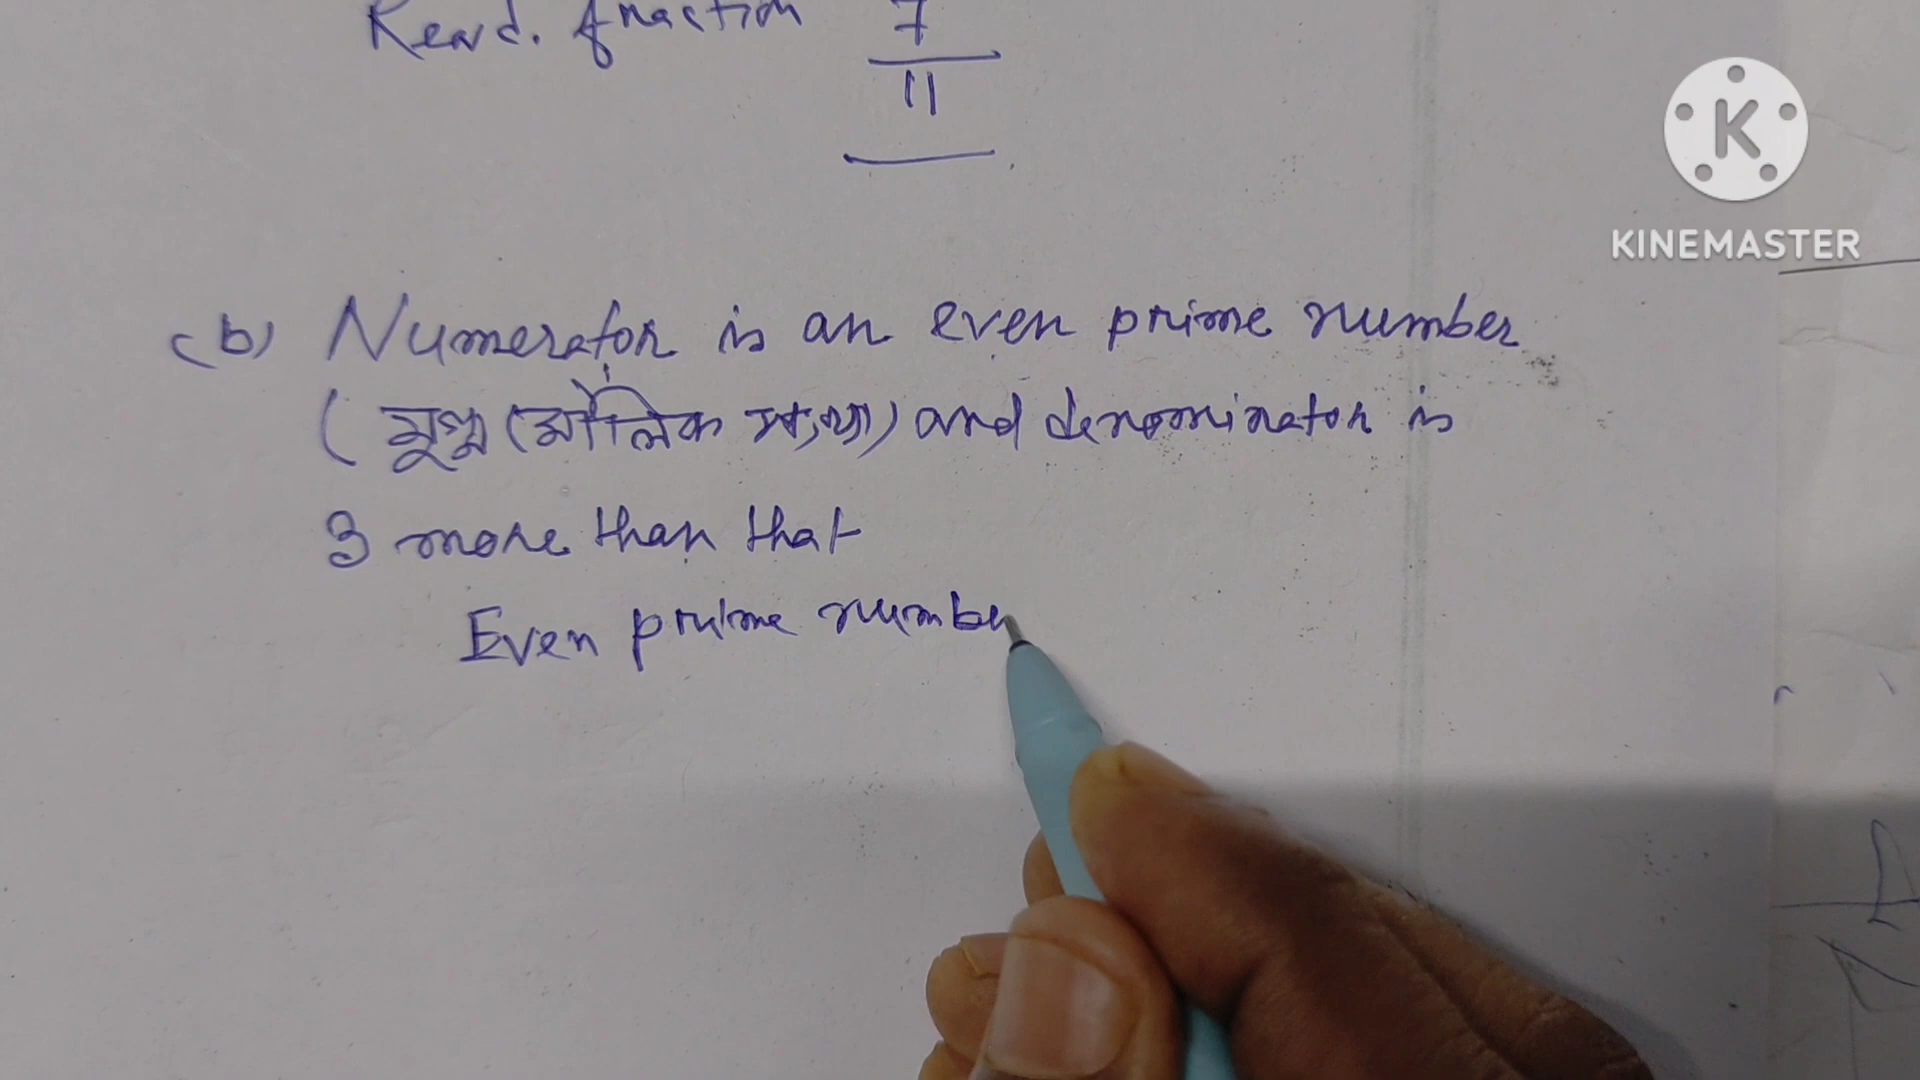 Reqd. fraction 7
11
KINEMASTER
(b) Numerator is an even prime number
(যুগ্ম মৌলিক সংখ্যা) and denominator is
3 more than that
Even prime numbe